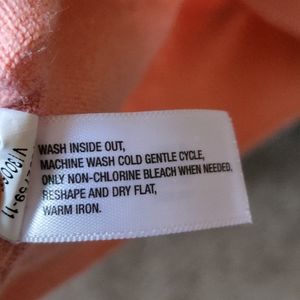 WASH INSIDE OUT,
MACHINE WASH COLD GENTLE CYCLE,
ONLY NON-CHLORINE BLEACH WHEN NEEDED,
RESHAPE AND DRY FLAT,
WARM IRON.